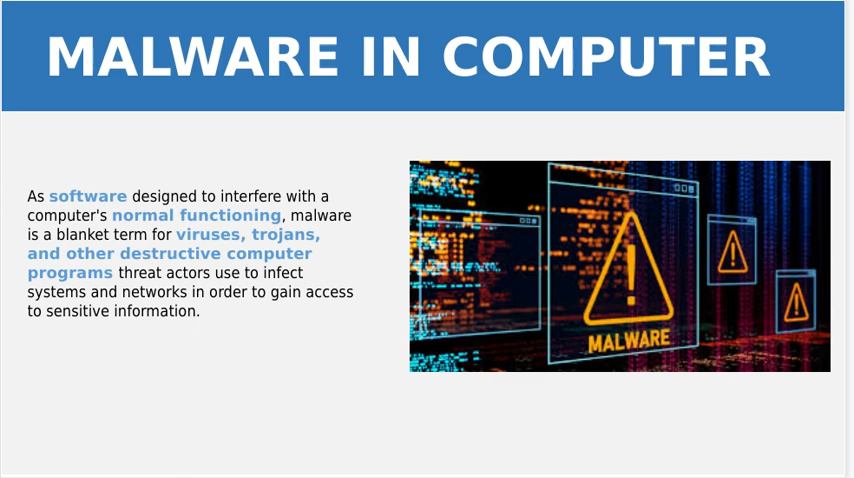 MALWARE IN COMPUTER
As software designed to interfere with a
computer's normal functioning, malware
is a blanket term for viruses, trojans,
and other destructive computer
programs threat actors use to infect
systems and networks in order to gain access
to sensitive information.
MALWARE